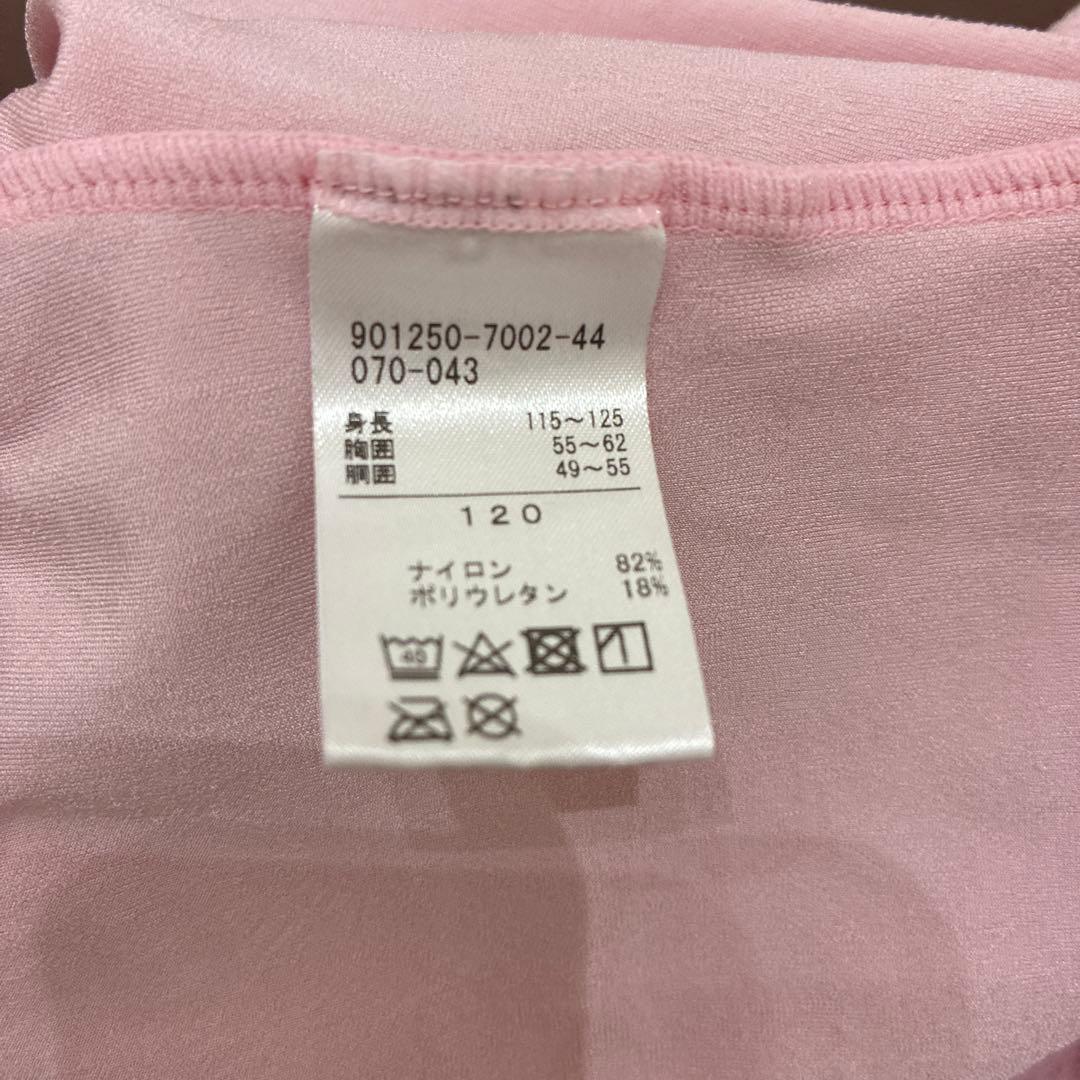 901250-7002-44
070-043
身長 115～125
胸囲 55～62
胴囲 49～55
120
ナイロン 82%
ポリウレタン 18%
40